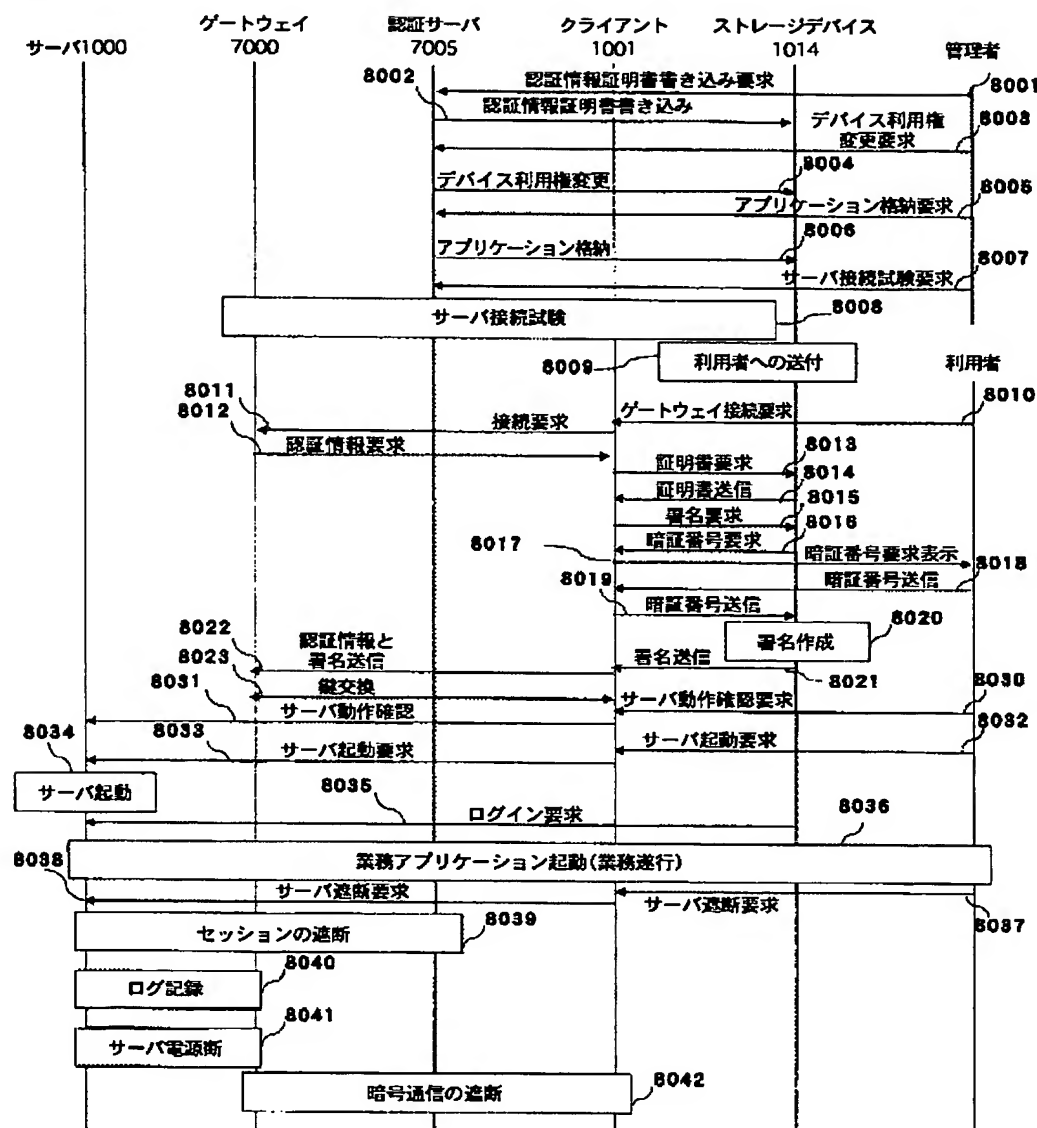 サーバ1000
ゲートウェイ
7000
認証サーバ
7005
クライアント
1001
ストレージデバイス
1014
管理者
8001
認証情報証明書書き込み要求
8002
認証情報証明書書き込み
8003
デバイス利用権
変更要求
8004
デバイス利用権変更
8005
アプリケーション格納要求
8006
アプリケーション格納
8007
サーバ接続試験要求
サーバ接続試験
8008
8009
利用者への送付
利用者
8010
ゲートウェイ接続要求
8011
接続要求
8012
認証情報要求
8013
証明書要求
8014
証明書送信
8015
署名要求
8016
暗証番号要求
8017
暗証番号要求表示
8018
暗証番号送信
8019
暗証番号送信
署名作成
8020
8021
署名送信
8022
認証情報と
署名送信
8023
鍵交換
8030
サーバ動作確認要求
8031
サーバ動作確認
8032
サーバ起動要求
8033
サーバ起動要求
8034
サーバ起動
8035
ログイン要求
8036
業務アプリケーション起動(業務遂行)
8038
サーバ遮断要求
サーバ遮断要求
8037
セッションの遮断
8039
ログ記録
8040
サーバ電源断
8041
暗号通信の遮断
8042